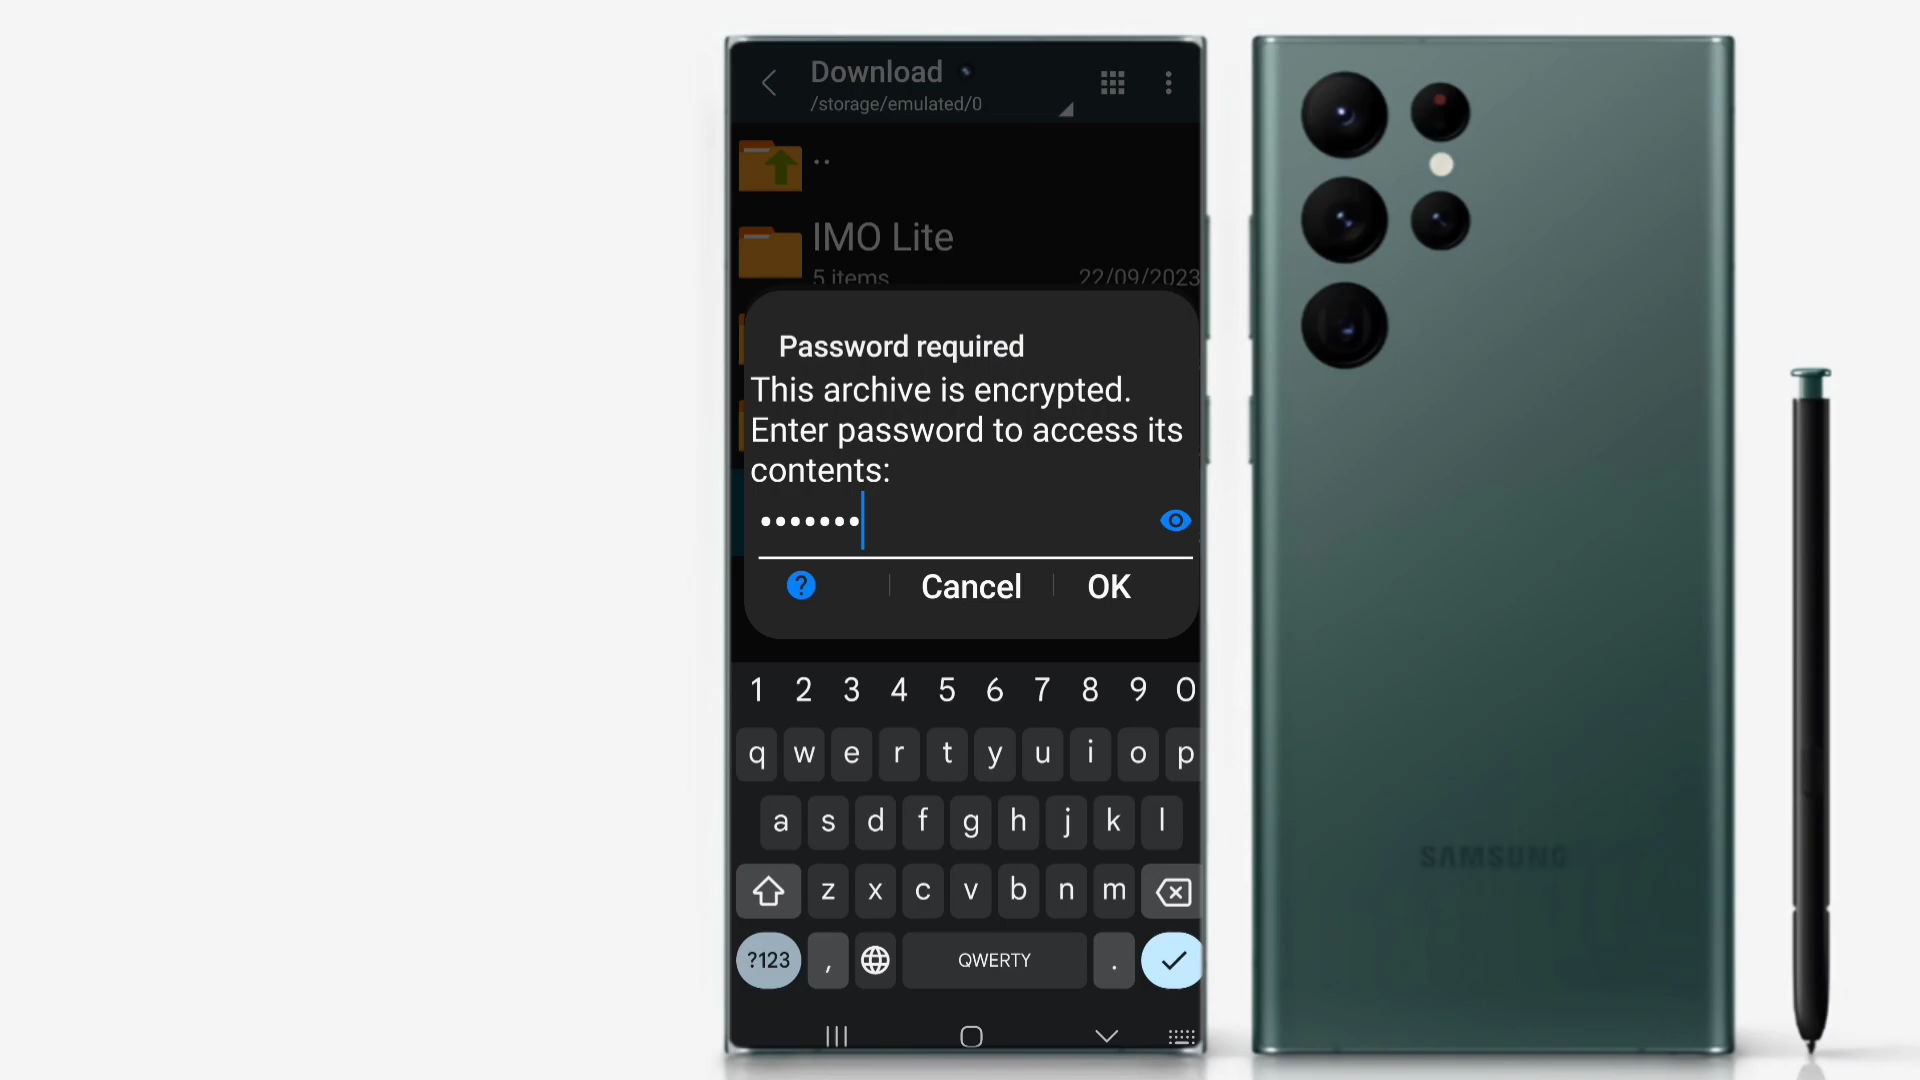 Download
/storage/emulated/0
..
IMO Lite
5 items 22/09/2023
Password required
This archive is encrypted.
Enter password to access its
contents:
•••••••
? Cancel OK
1 2 3 4 5 6 7 8 9 0
q w e r t y u i o p
a s d f g h j k l
z x c v b n m
?123 , QWERTY .
SAMSUNG